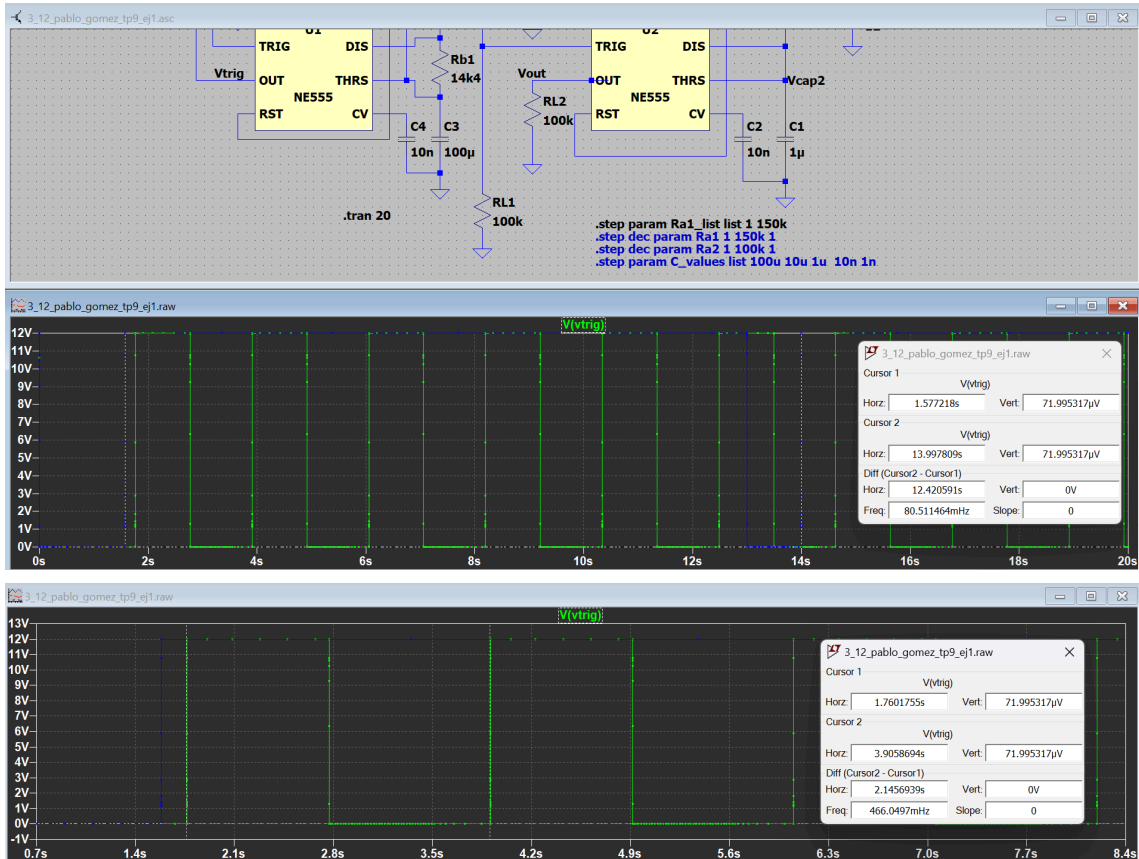 3_12_pablo_gomez_tp9_ej1.asc
U1
U2
TRIG DIS
Rb1
14k4
TRIG DIS
Vtrig OUT THRS
Vout OUT THRS Vcap2
NE555
RL2
100k
NE555
RST CV
RST CV
C4 C3
10n 100µ
C2 C1
10n 1µ
RL1
100k
.tran 20
.step param Ra1_list list 1 150k
.step dec param Ra1 1 150k 1
.step dec param Ra2 1 100k 1
.step param C_values list 100u 10u 1u 10n 1n
3_12_pablo_gomez_tp9_ej1.raw
V(vtrig)
12V
11V
10V
9V
8V
7V
6V
5V
4V
3V
2V
1V
0V
0s 2s 4s 6s 8s 10s 12s 14s 16s 18s 20s
3_12_pablo_gomez_tp9_ej1.raw
Cursor 1
V(vtrig)
Horz: 1.577218s Vert: 71.995317µV
Cursor 2
V(vtrig)
Horz: 13.997809s Vert: 71.995317µV
Diff (Cursor2 - Cursor1)
Horz: 12.420591s Vert: 0V
Freq: 80.511464mHz Slope: 0
3_12_pablo_gomez_tp9_ej1.raw
V(vtrig)
13V
12V
11V
10V
9V
8V
7V
6V
5V
4V
3V
2V
1V
0V
-1V
0.7s 1.4s 2.1s 2.8s 3.5s 4.2s 4.9s 5.6s 6.3s 7.0s 7.7s 8.4s
3_12_pablo_gomez_tp9_ej1.raw
Cursor 1
V(vtrig)
Horz: 1.7601755s Vert: 71.995317µV
Cursor 2
V(vtrig)
Horz: 3.9058694s Vert: 71.995317µV
Diff (Cursor2 - Cursor1)
Horz: 2.1456939s Vert: 0V
Freq: 466.0497mHz Slope: 0